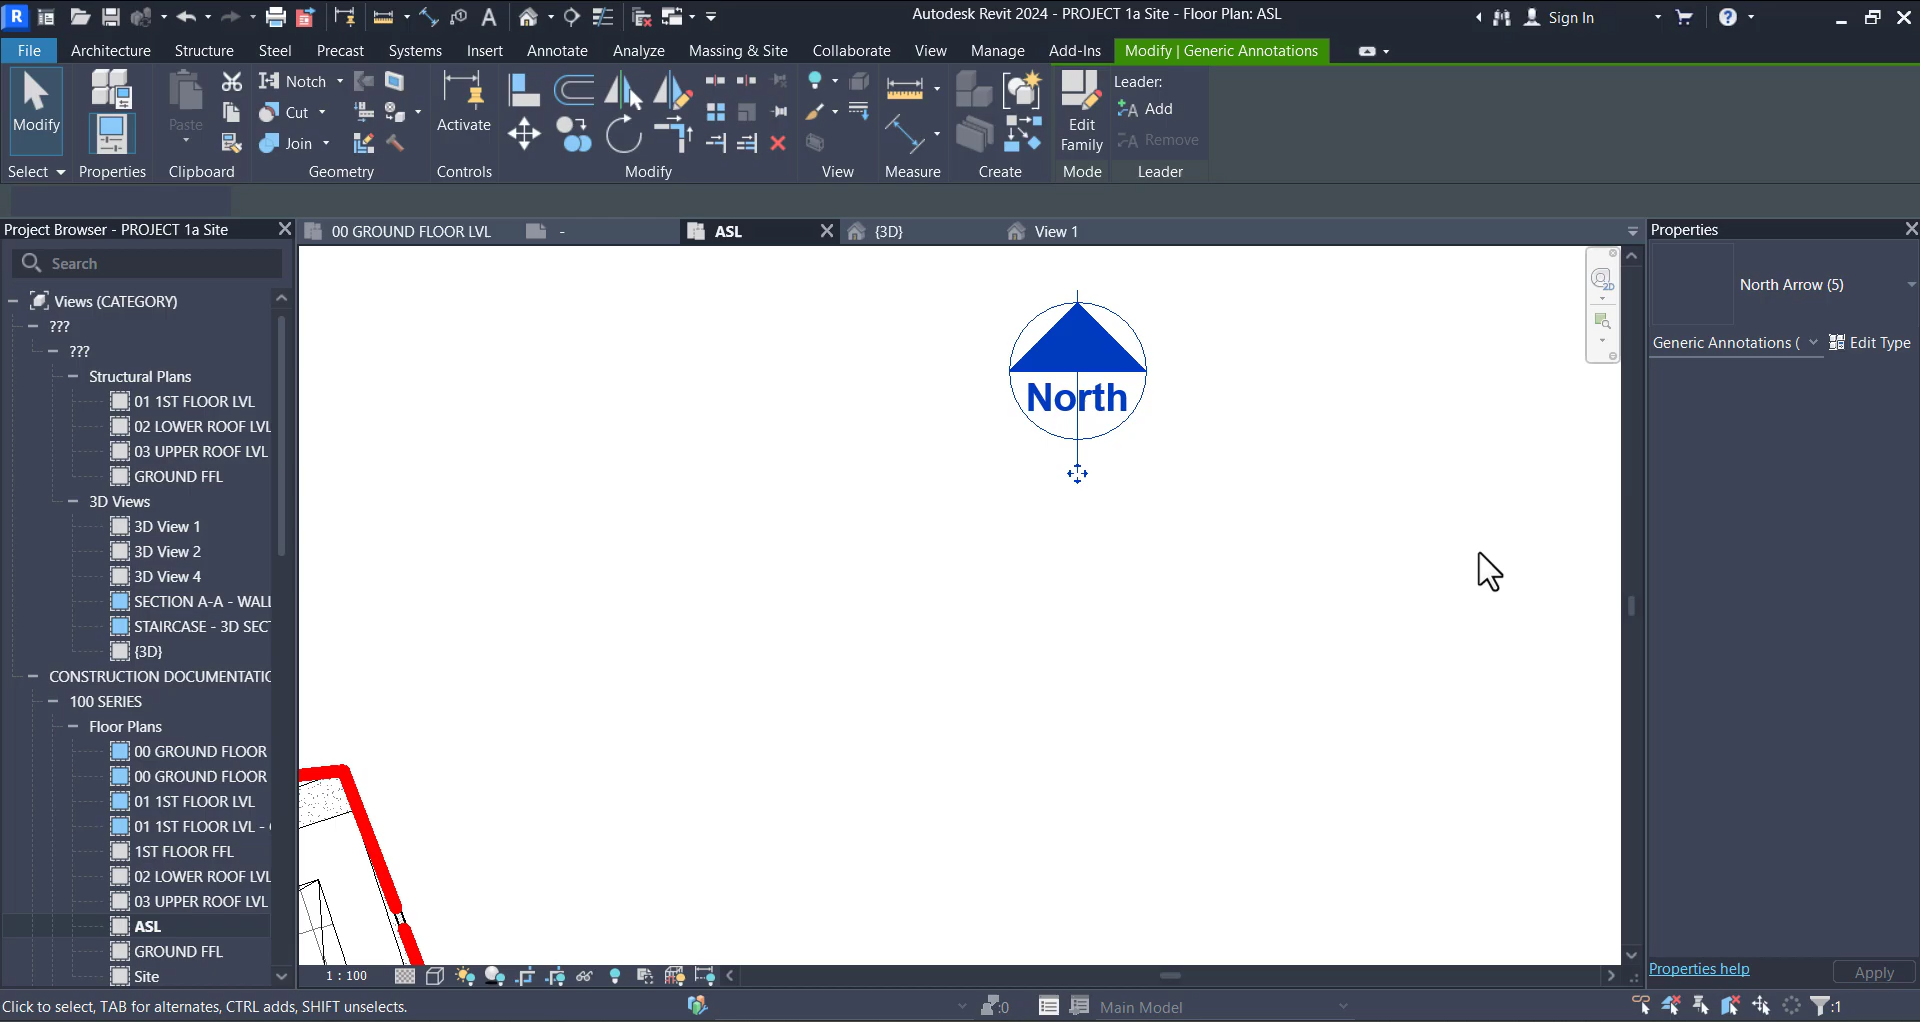 Autodesk Revit 2024 - PROJECT 1a Site - Floor Plan: ASL
Sign In
File Architecture Structure Steel Precast Systems Insert Annotate Analyze Massing & Site Collaborate View Manage Add-Ins Modify | Generic Annotations
Modify
Paste
Notch
Cut
Join
Activate
Edit
Family
Leader:
Add
Remove
Select Properties Clipboard Geometry Controls Modify View Measure Create Mode Leader
Project Browser - PROJECT 1a Site
00 GROUND FLOOR LVL
-
ASL
{3D}
View 1
Properties
Search
Views (CATEGORY)
???
???
Structural Plans
01 1ST FLOOR LVL
02 LOWER ROOF LVL
03 UPPER ROOF LVL
GROUND FFL
3D Views
3D View 1
3D View 2
3D View 4
SECTION A-A - WALL
STAIRCASE - 3D SECT
{3D}
CONSTRUCTION DOCUMENTATIO
100 SERIES
Floor Plans
00 GROUND FLOOR
00 GROUND FLOOR
01 1ST FLOOR LVL
01 1ST FLOOR LVL -
1ST FLOOR FFL
02 LOWER ROOF LVL
03 UPPER ROOF LVL
ASL
GROUND FFL
Site
North
2D
North Arrow (5)
Generic Annotations (
Edit Type
Properties help
Apply
1 : 100
Click to select, TAB for alternates, CTRL adds, SHIFT unselects.
:0
Main Model
:1